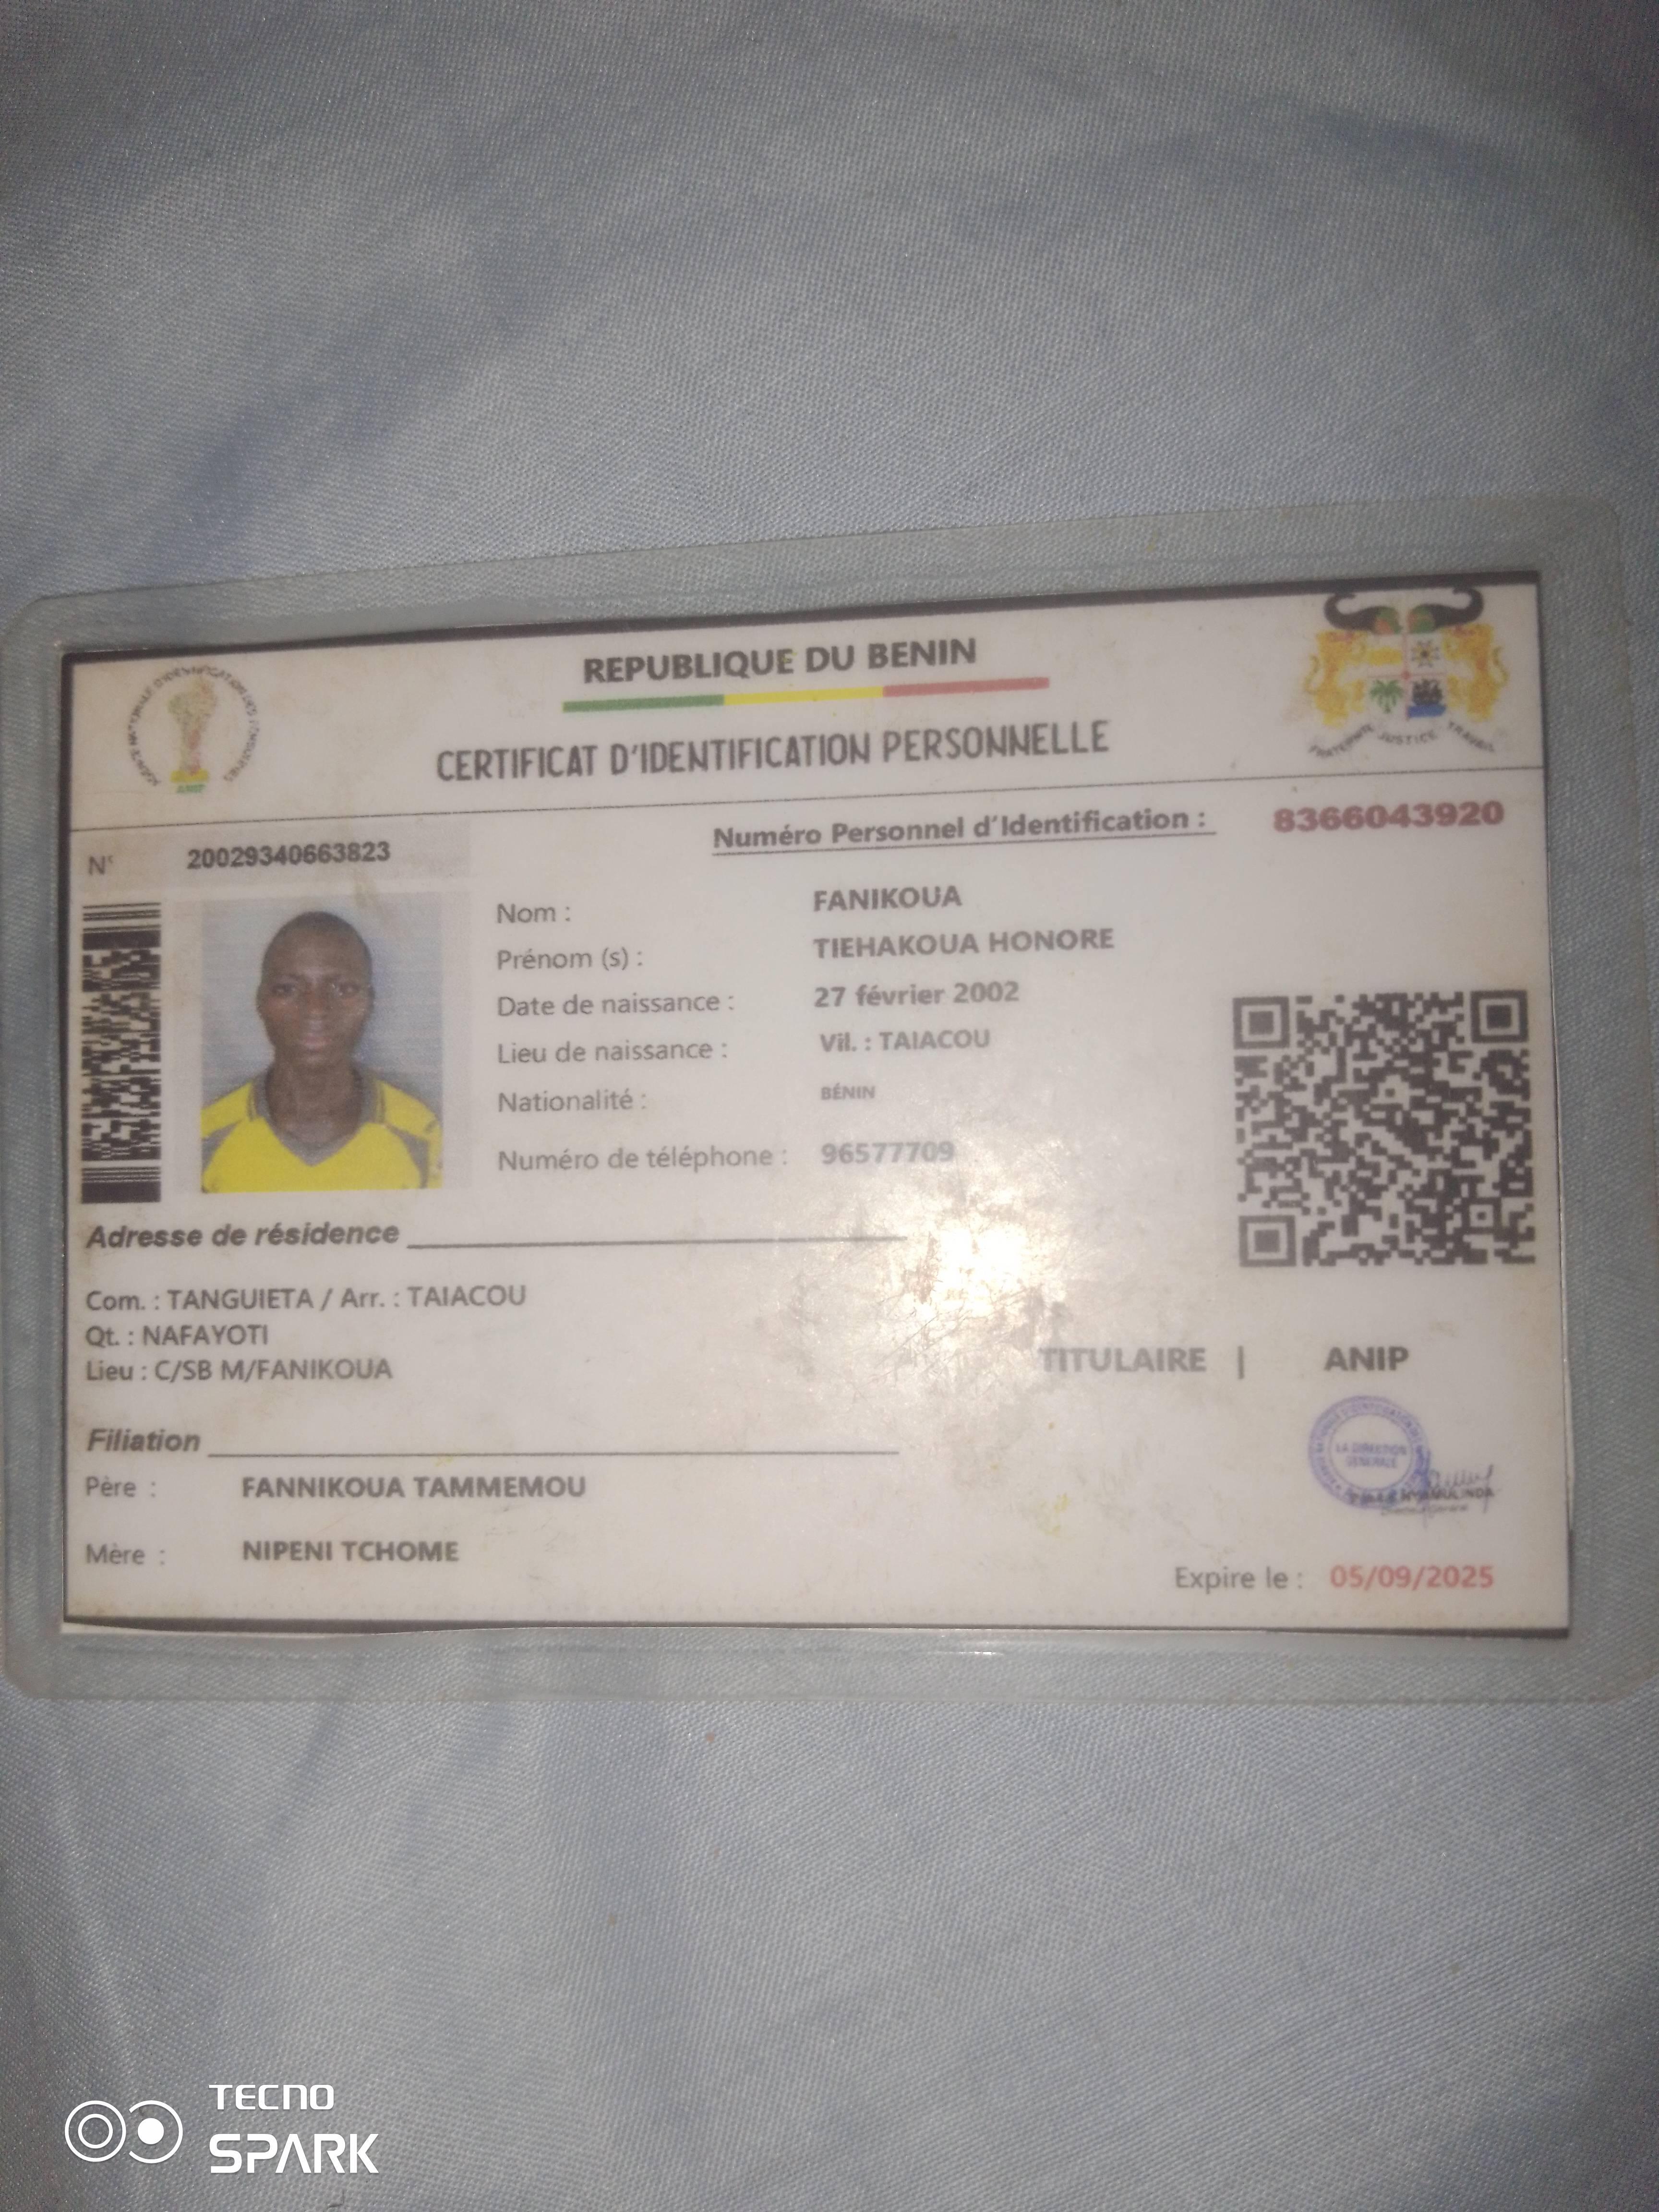 REPUBLIQUE DU BENIN
CERTIFICAT D'IDENTIFICATION PERSONNELLE
AGENCE NATIONALE D'IDENTIFICATION DES PERSONNES
ANIP
FRATERNITE JUSTICE TRAVAIL
N° 20029340663823
Numéro Personnel d'Identification : 8366043920
Nom : FANIKOUA
Prénom (s) : TIEHAKOUA HONORE
Date de naissance : 27 février 2002
Lieu de naissance : Vil. : TAIACOU
Nationalité : BÉNIN
Numéro de téléphone : 96577709
Adresse de résidence
Com. : TANGUIETA / Arr. : TAIACOU
Qt. : NAFAYOTI
Lieu : C/SB M/FANIKOUA
TITULAIRE | ANIP
Filiation
Père : FANNIKOUA TAMMEMOU
Mère : NIPENI TCHOME
LA DIRECTION
GENERALE
NYAMULINDA
Expire le : 05/09/2025
TECNO
SPARK